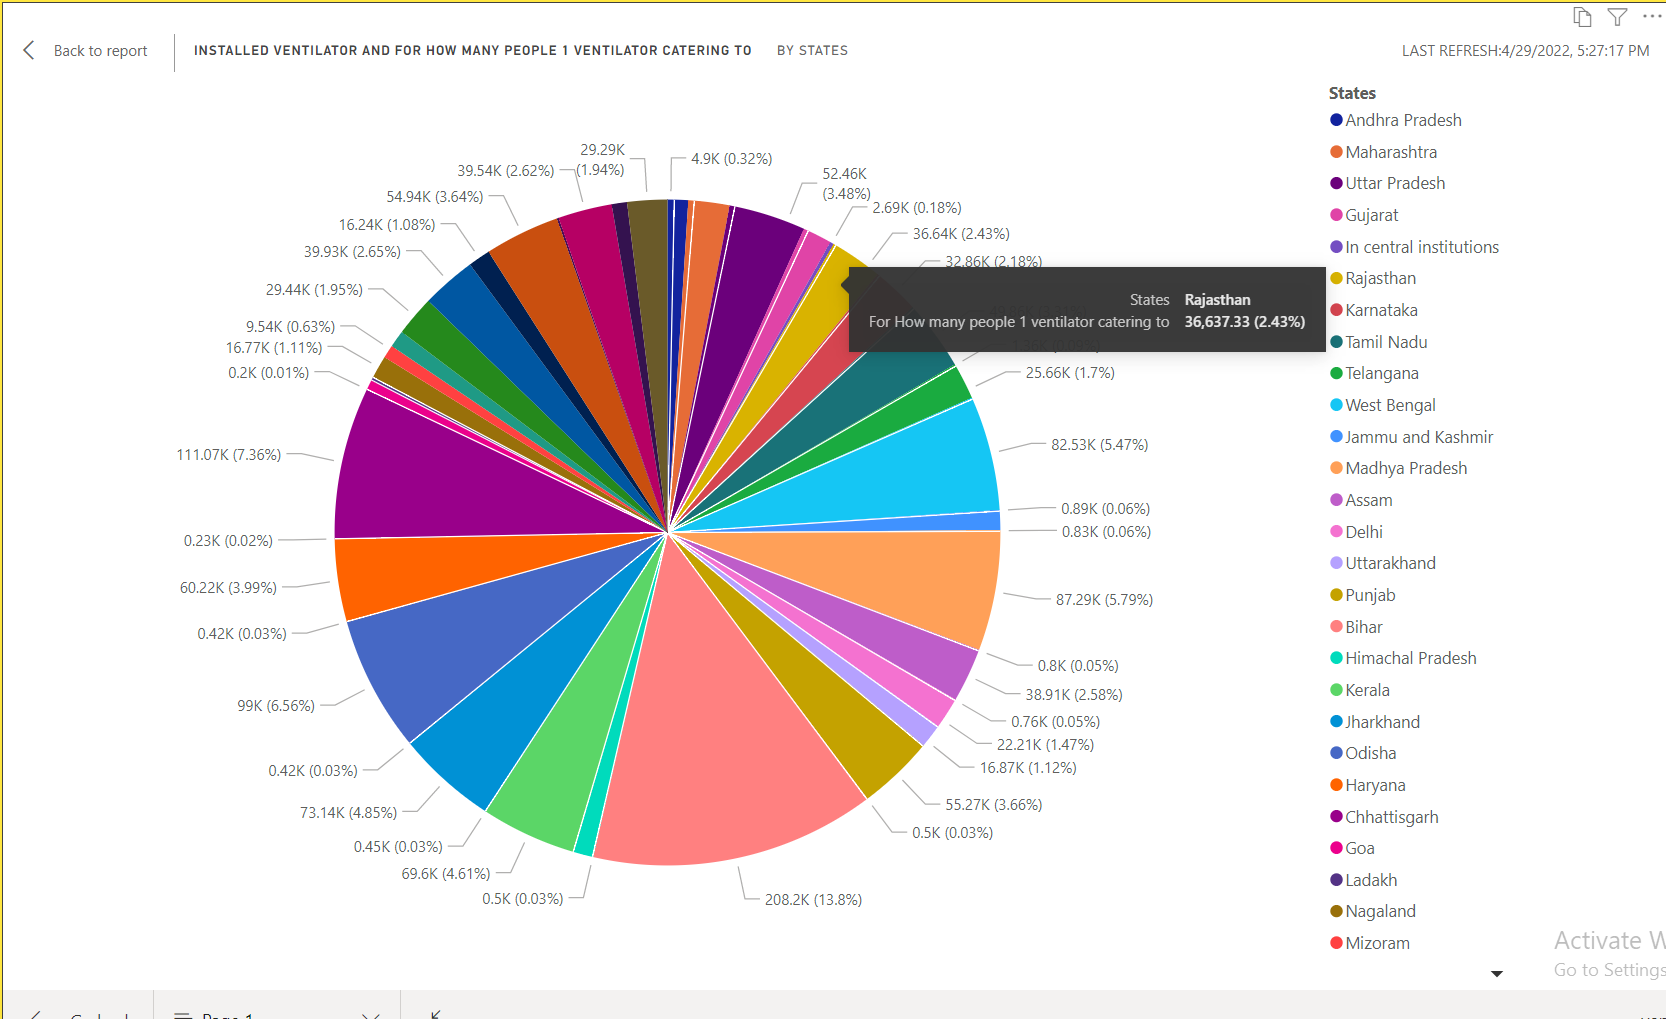 Back to report
INSTALLED VENTILATOR AND FOR HOW MANY PEOPLE 1 VENTILATOR CATERING TO BY STATES
LAST REFRESH:4/29/2022, 5:27:17 PM
States
Andhra Pradesh
Maharashtra
Uttar Pradesh
Gujarat
In central institutions
Rajasthan
Karnataka
Tamil Nadu
Telangana
West Bengal
Jammu and Kashmir
Madhya Pradesh
Assam
Delhi
Uttarakhand
Punjab
Bihar
Himachal Pradesh
Kerala
Jharkhand
Odisha
Haryana
Chhattisgarh
Goa
Ladakh
Nagaland
Mizoram
4.9K (0.32%)
52.46K
(3.48%)
2.69K (0.18%)
36.64K (2.43%)
32.86K (2.18%)
States Rajasthan
For How many people 1 ventilator catering to 36,637.33 (2.43%)
25.66K (1.7%)
82.53K (5.47%)
0.89K (0.06%)
0.83K (0.06%)
87.29K (5.79%)
0.8K (0.05%)
38.91K (2.58%)
0.76K (0.05%)
22.21K (1.47%)
16.87K (1.12%)
55.27K (3.66%)
0.5K (0.03%)
208.2K (13.8%)
0.5K (0.03%)
69.6K (4.61%)
0.45K (0.03%)
73.14K (4.85%)
0.42K (0.03%)
99K (6.56%)
0.42K (0.03%)
60.22K (3.99%)
0.23K (0.02%)
111.07K (7.36%)
0.2K (0.01%)
16.77K (1.11%)
9.54K (0.63%)
29.44K (1.95%)
39.93K (2.65%)
16.24K (1.08%)
54.94K (3.64%)
39.54K (2.62%)
29.29K
(1.94%)
Activate W
Go to Settings
Page 1